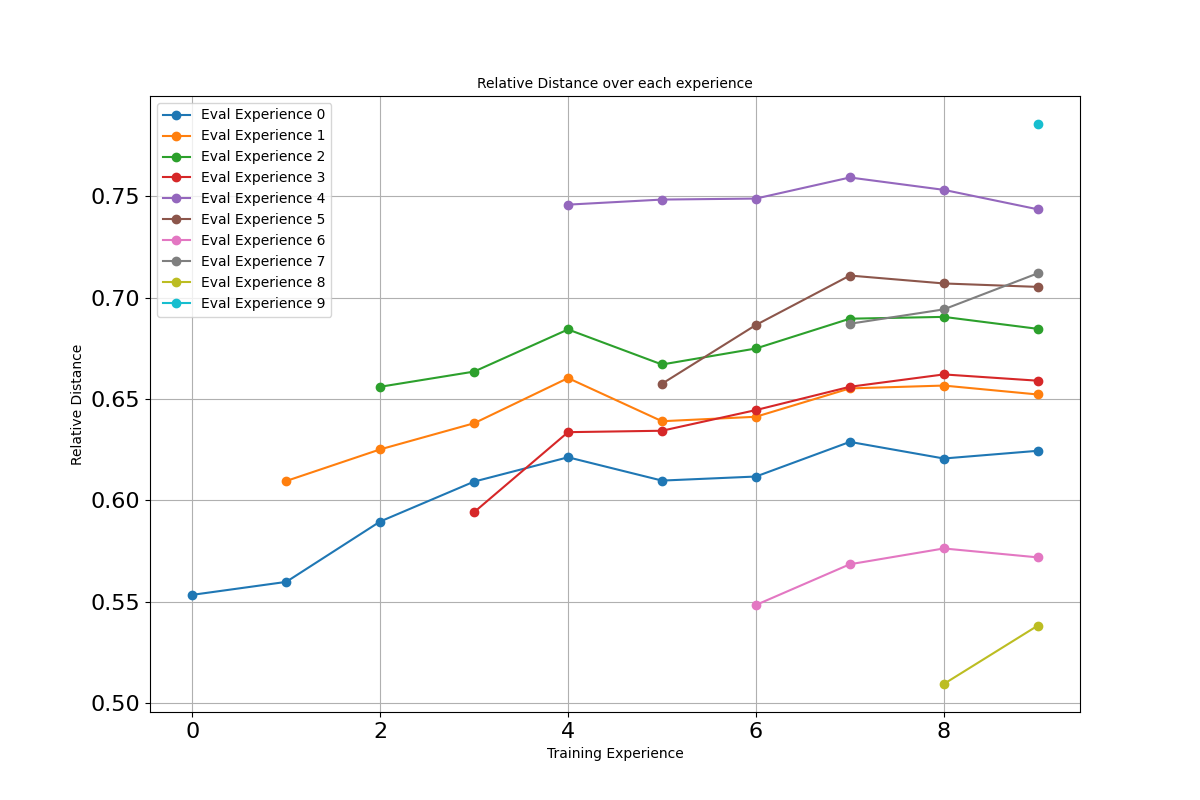 Relative Distance over each experience
Eval Experience 0
Eval Experience 1
Eval Experience 2
Eval Experience 3
Eval Experience 4
Eval Experience 5
Eval Experience 6
Eval Experience 7
Eval Experience 8
Eval Experience 9
0.75
0.70
0.65
0.60
0.55
0.50
Relative Distance
0 2 4 6 8
Training Experience